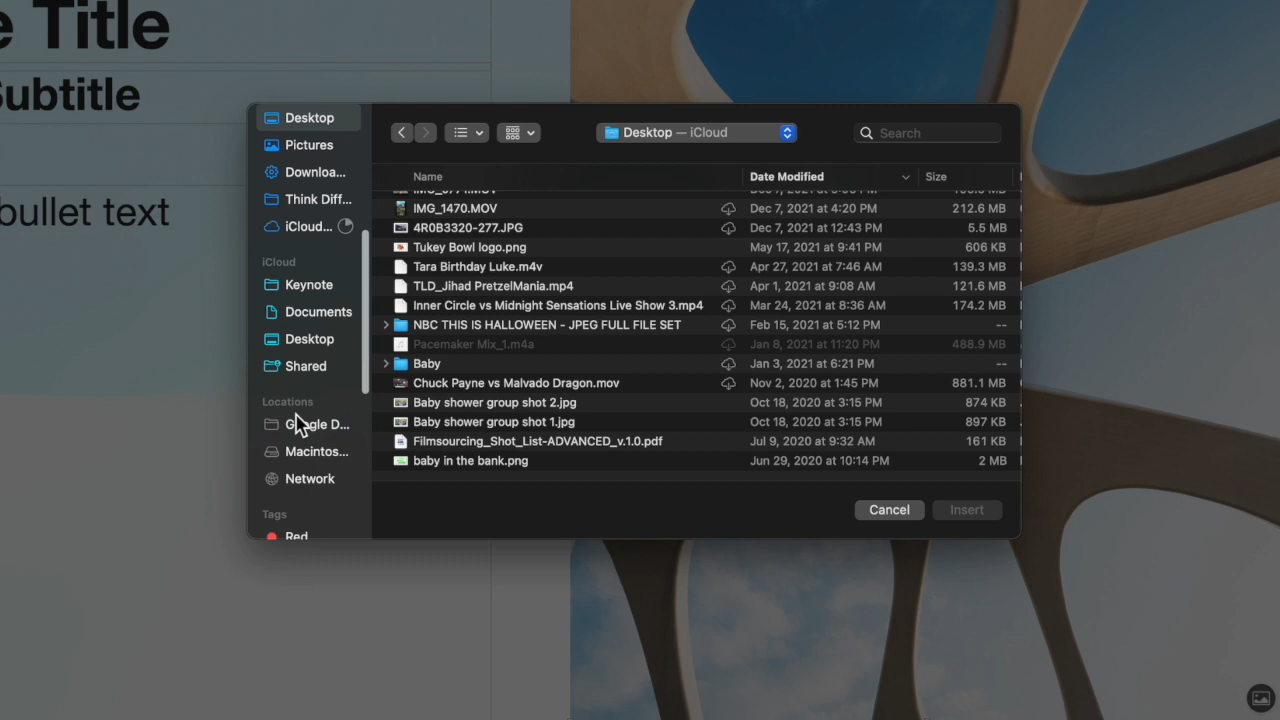 e Title
Subtitle
bullet text
Desktop
Pictures
Downloa...
Think Diff...
iCloud...
iCloud
Keynote
Documents
Desktop
Shared
Locations
Google D...
Macintos...
Network
Tags
Red
Desktop — iCloud
Search
Name Date Modified Size
IMG_1470.MOV Dec 7, 2021 at 4:20 PM 212.6 MB
4R0B3320-277.JPG Dec 7, 2021 at 12:43 PM 5.5 MB
Tukey Bowl logo.png May 17, 2021 at 9:41 PM 606 KB
Tara Birthday Luke.m4v Apr 27, 2021 at 7:46 AM 139.3 MB
TLD_Jihad PretzelMania.mp4 Apr 1, 2021 at 9:08 AM 121.6 MB
Inner Circle vs Midnight Sensations Live Show 3.mp4 Mar 24, 2021 at 8:36 AM 174.2 MB
NBC THIS IS HALLOWEEN - JPEG FULL FILE SET Feb 15, 2021 at 5:12 PM --
Pacemaker Mix_1.m4a Jan 8, 2021 at 11:20 PM 488.9 MB
Baby Jan 3, 2021 at 6:21 PM --
Chuck Payne vs Malvado Dragon.mov Nov 2, 2020 at 1:45 PM 881.1 MB
Baby shower group shot 2.jpg Oct 18, 2020 at 3:15 PM 874 KB
Baby shower group shot 1.jpg Oct 18, 2020 at 3:15 PM 897 KB
Filmsourcing_Shot_List-ADVANCED_v.1.0.pdf Jul 9, 2020 at 9:32 AM 161 KB
baby in the bank.png Jun 29, 2020 at 10:14 PM 2 MB
Cancel Insert